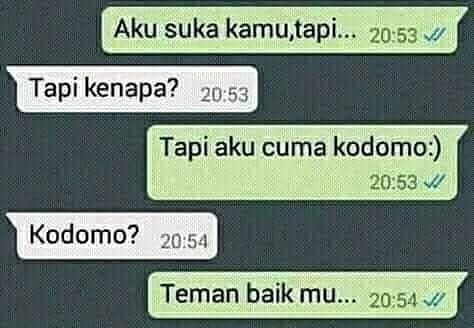 Aku suka kamu,tapi... 20:53
Tapi kenapa? 20:53
Tapi aku cuma kodomo:)
20:53
Kodomo? 20:54
Teman baik mu... 20:54